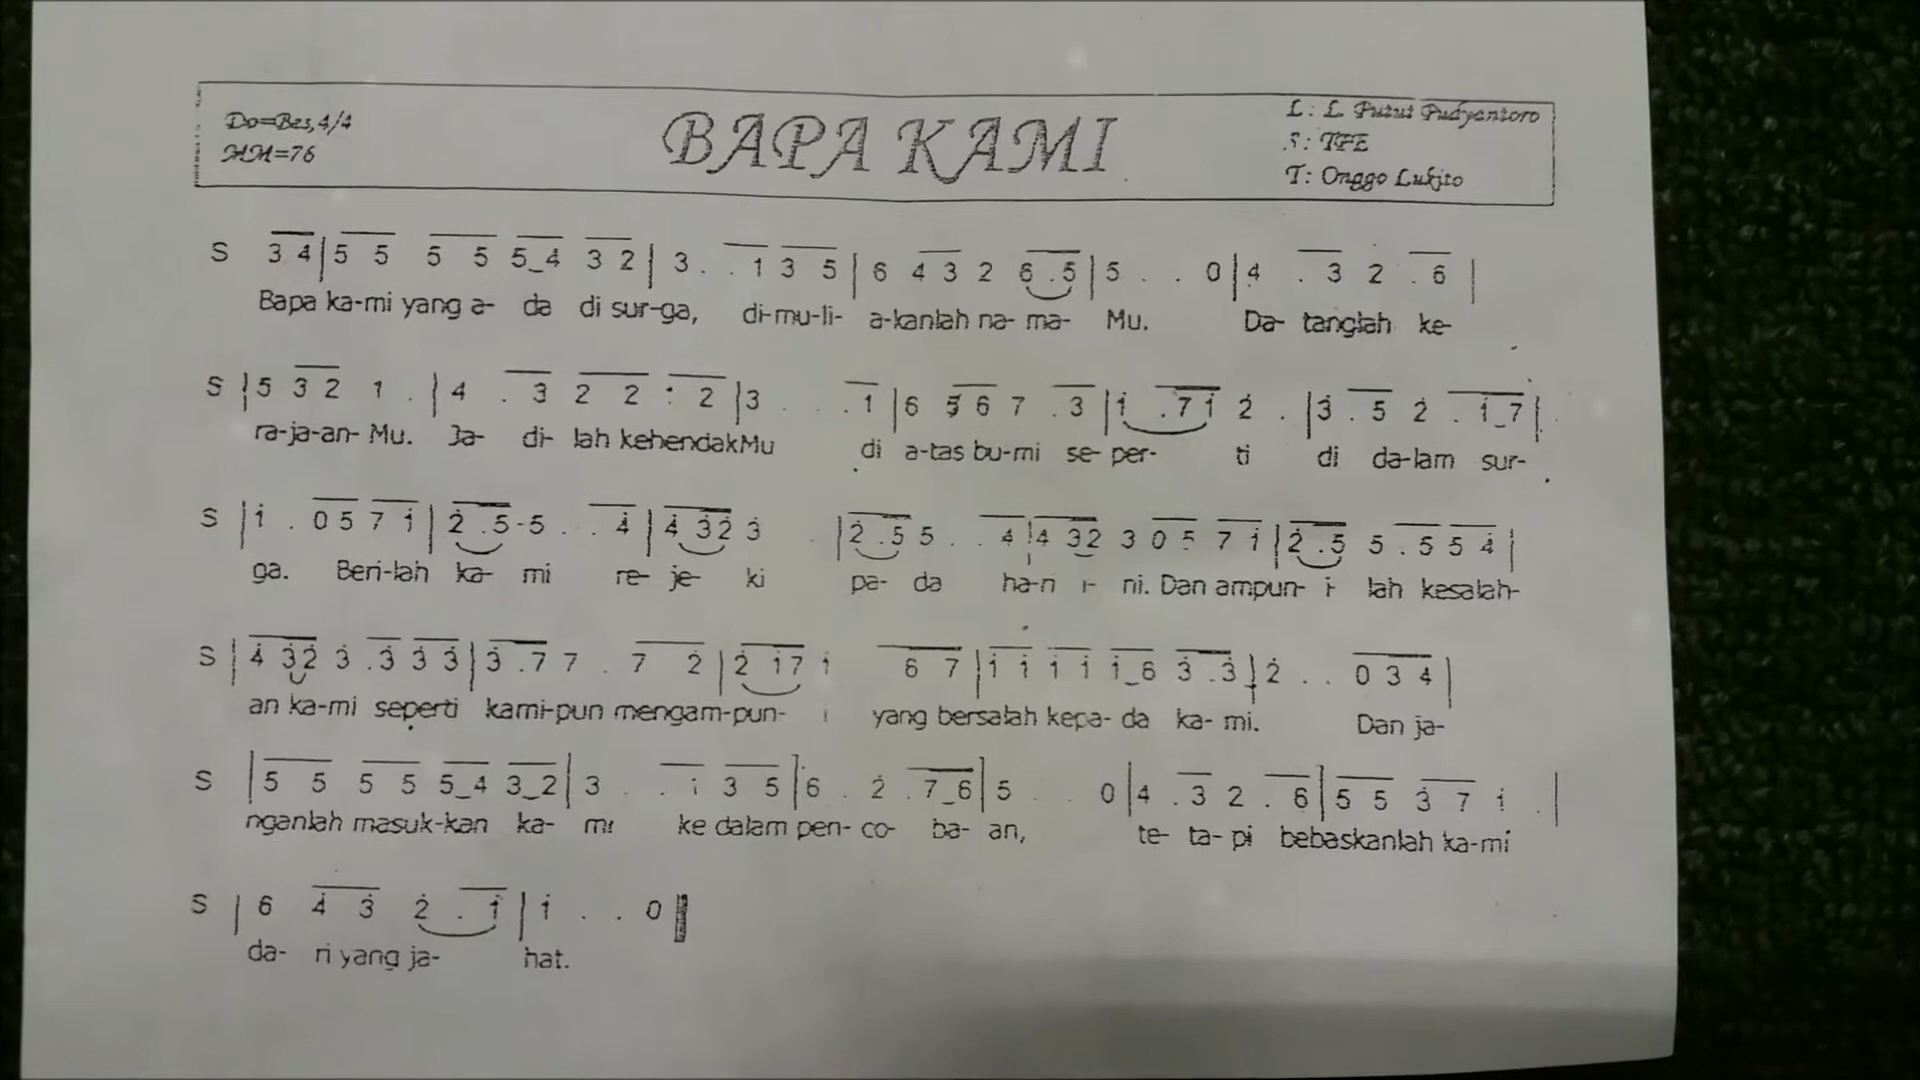 Do=Bes, 4/4
MM=76
BAPA KAMI
L : L. Putut Pudyantoro
S : TPE
T : Onggo Lukito
S 3 4 | 5 5 5 5 5_4 3 2 | 3 . . 1 3 5 | 6 4 3 2 6 . 5 | 5 . . 0 | 4 . 3 2 . 6 |
Bapa ka-mi yang a- da di sur-ga, di-mu-li- a-kanlah na- ma- Mu. Da- tanglah ke-
S | 5 3 2 1 . | 4 . 3 2 2 . 2 | 3 . . . 1 | 6 5 6 7 . 3 | 1̇ . 7 1̇ 2̇ . | 3̇ . 5 2̇ . 1̇_7 |
ra-ja-an- Mu. Ja- di- lah kehendakMu di a-tas bu-mi se- per- ti di da-lam sur-
S | 1̇ . 0 5 7 1̇ | 2̇ . 5 5 . . 4̇ | 4̇ 3̇2̇ 3̇ . | 2̇ . 5 5 . . 4̇ | 4̇ 3̇2̇ 3 0 5 7 1̇ | 2̇ . 5 5 . 5 5 4̇ |
ga. Beri-lah ka- mi re- je- ki pa- da ha-ri i- ni. Dan ampun- i- lah kesalah-
S | 4̇ 3̇2̇ 3̇ . 3̇ 3̇ 3̇ | 3̇ . 7 7 . 7 2̇ | 2̇ 1̇7 1̇ 6 7 | 1̇ 1̇ 1̇ 1̇ 1̇_6 3̇ . 3̇ | 2̇ . . 0 3 4 |
an ka-mi seperti kami-pun mengam-pun- i yang bersalah kepa- da ka- mi. Dan ja-
S | 5 5 5 5 5_4 3_2 | 3 . . 1 3 5 | 6 . 2̇ . 7_6 | 5 . . 0 | 4 . 3 2 . 6 | 5 5 3̇ 7 1̇ . |
nganlah masuk-kan ka- mi ke dalam pen- co- ba- an, te- ta- pi bebaskanlah ka-mi
S | 6 4̇ 3̇ 2̇ . 1̇ | 1̇ . . 0 |
da- ri yang ja- hat.